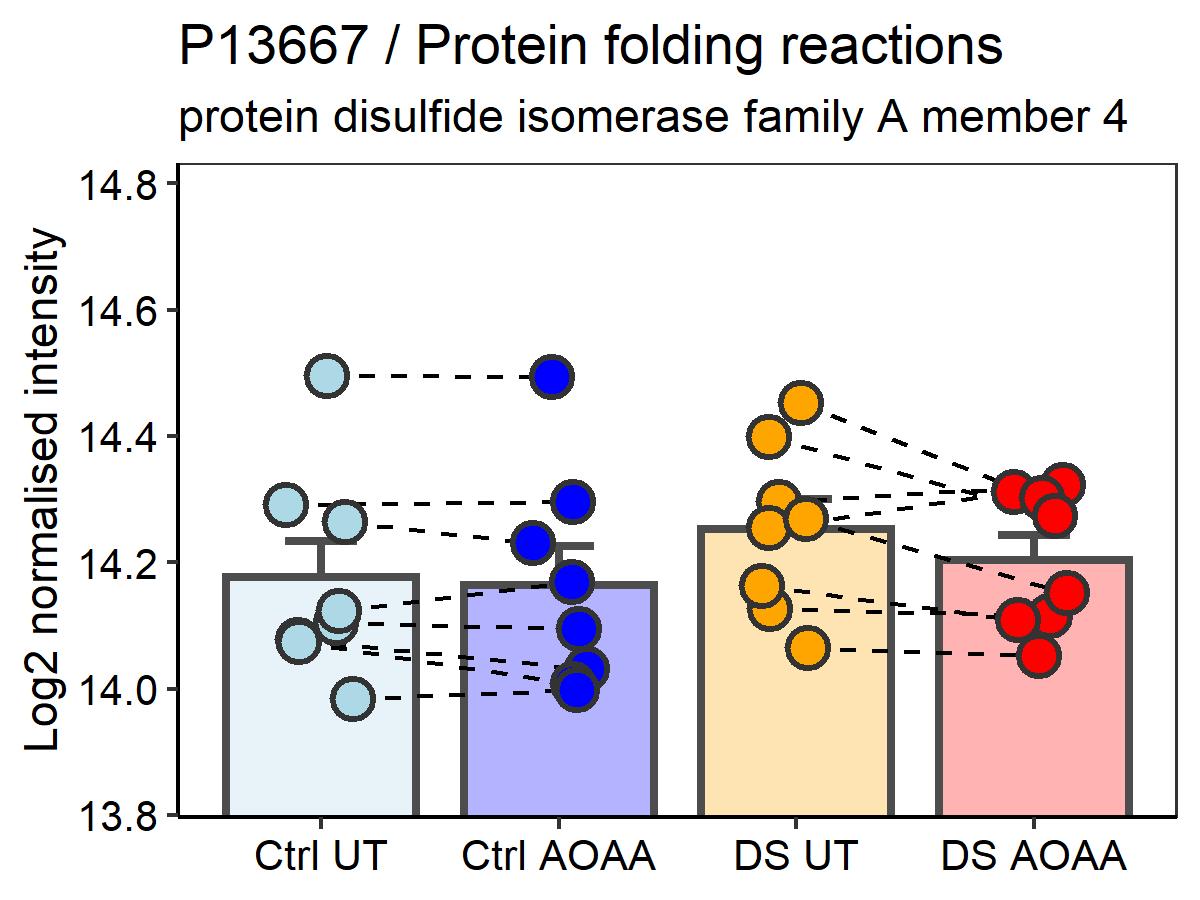 P13667 / Protein folding reactions
protein disulfide isomerase family A member 4
Log2 normalised intensity
14.8
14.6
14.4
14.2
14.0
13.8
Ctrl UT
Ctrl AOAA
DS UT
DS AOAA